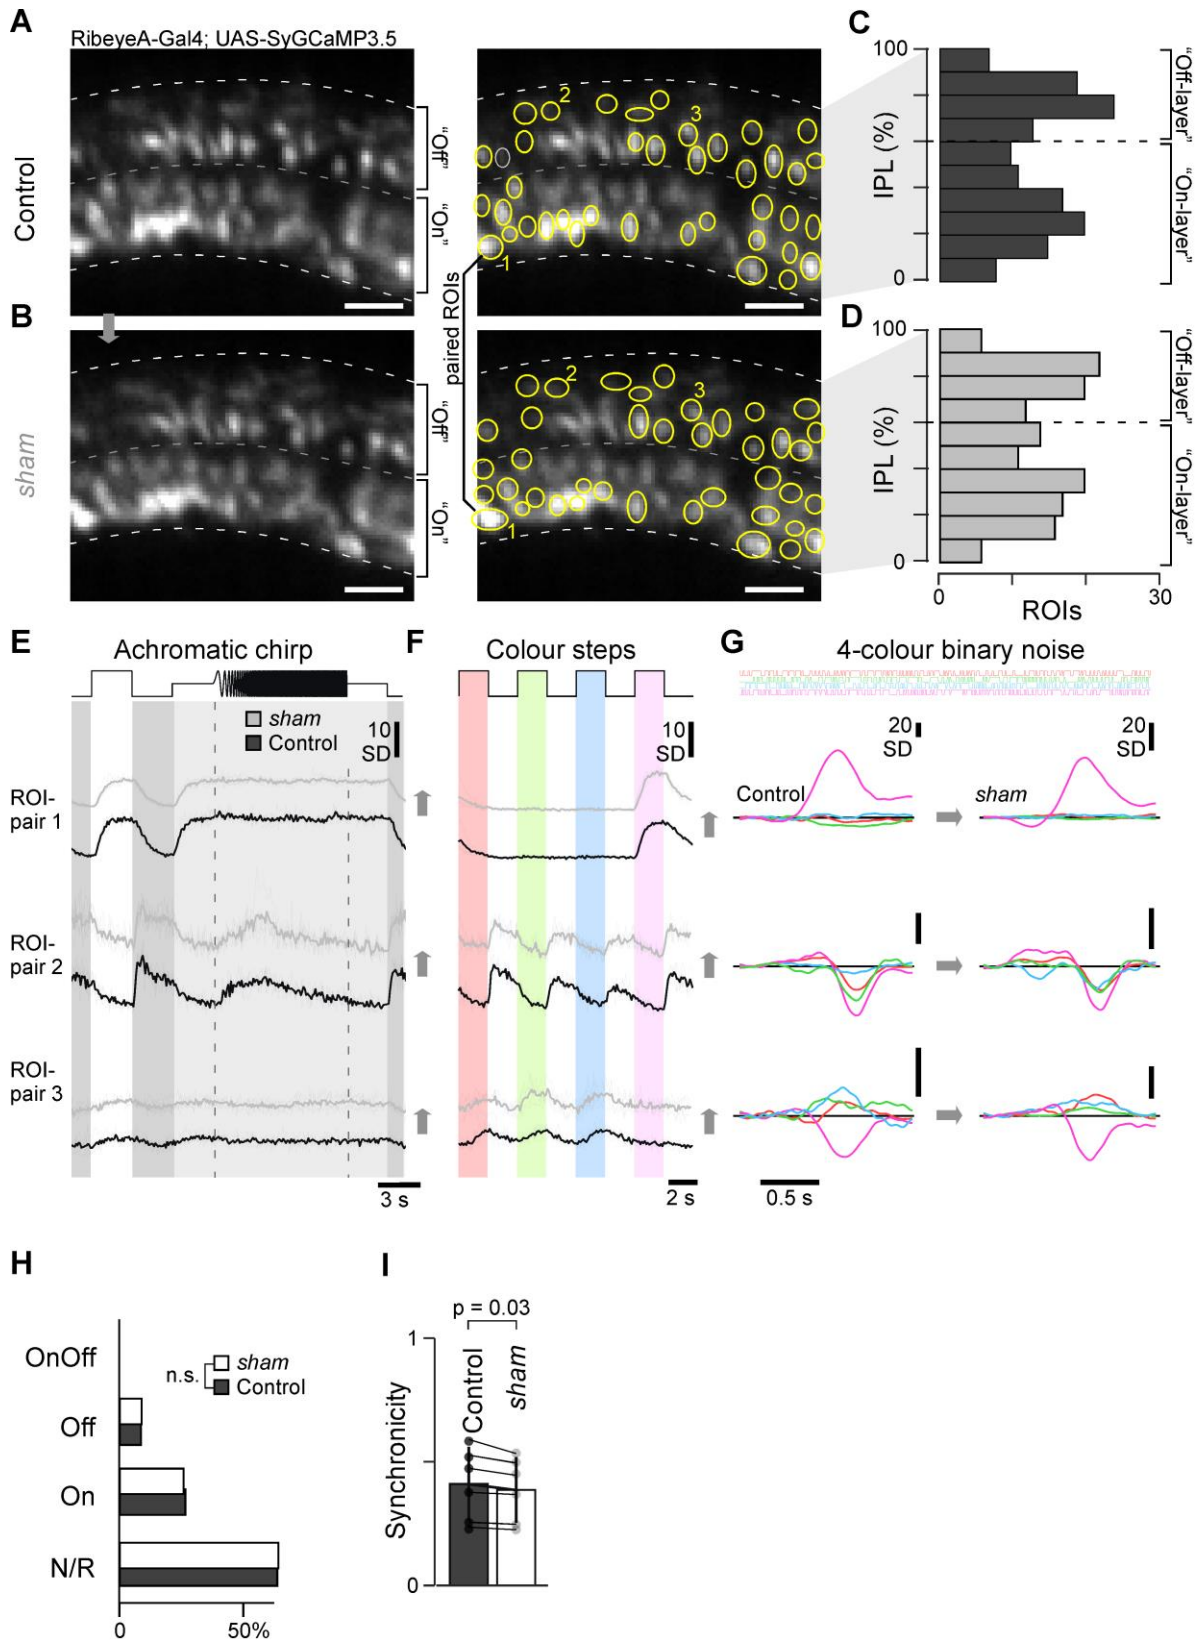 A
RibeyeA-Gal4; UAS-SyGCaMP3.5
Control
"Off"
"On"
2
3
1
paired ROIs
B
sham
"Off"
"On"
2
3
1
C
100
IPL (%)
0
"Off-layer"
"On-layer"
D
100
IPL (%)
0
"Off-layer"
"On-layer"
0 30
ROIs
E
Achromatic chirp
sham
Control
10
SD
ROI-
pair 1
ROI-
pair 2
ROI-
pair 3
3 s
F
Colour steps
10
SD
2 s
G
4-colour binary noise
20
SD
20
SD
Control
sham
0.5 s
H
OnOff
Off
On
N/R
n.s.
sham
Control
0 50%
I
p = 0.03
1
Synchronicity
0
Control
sham